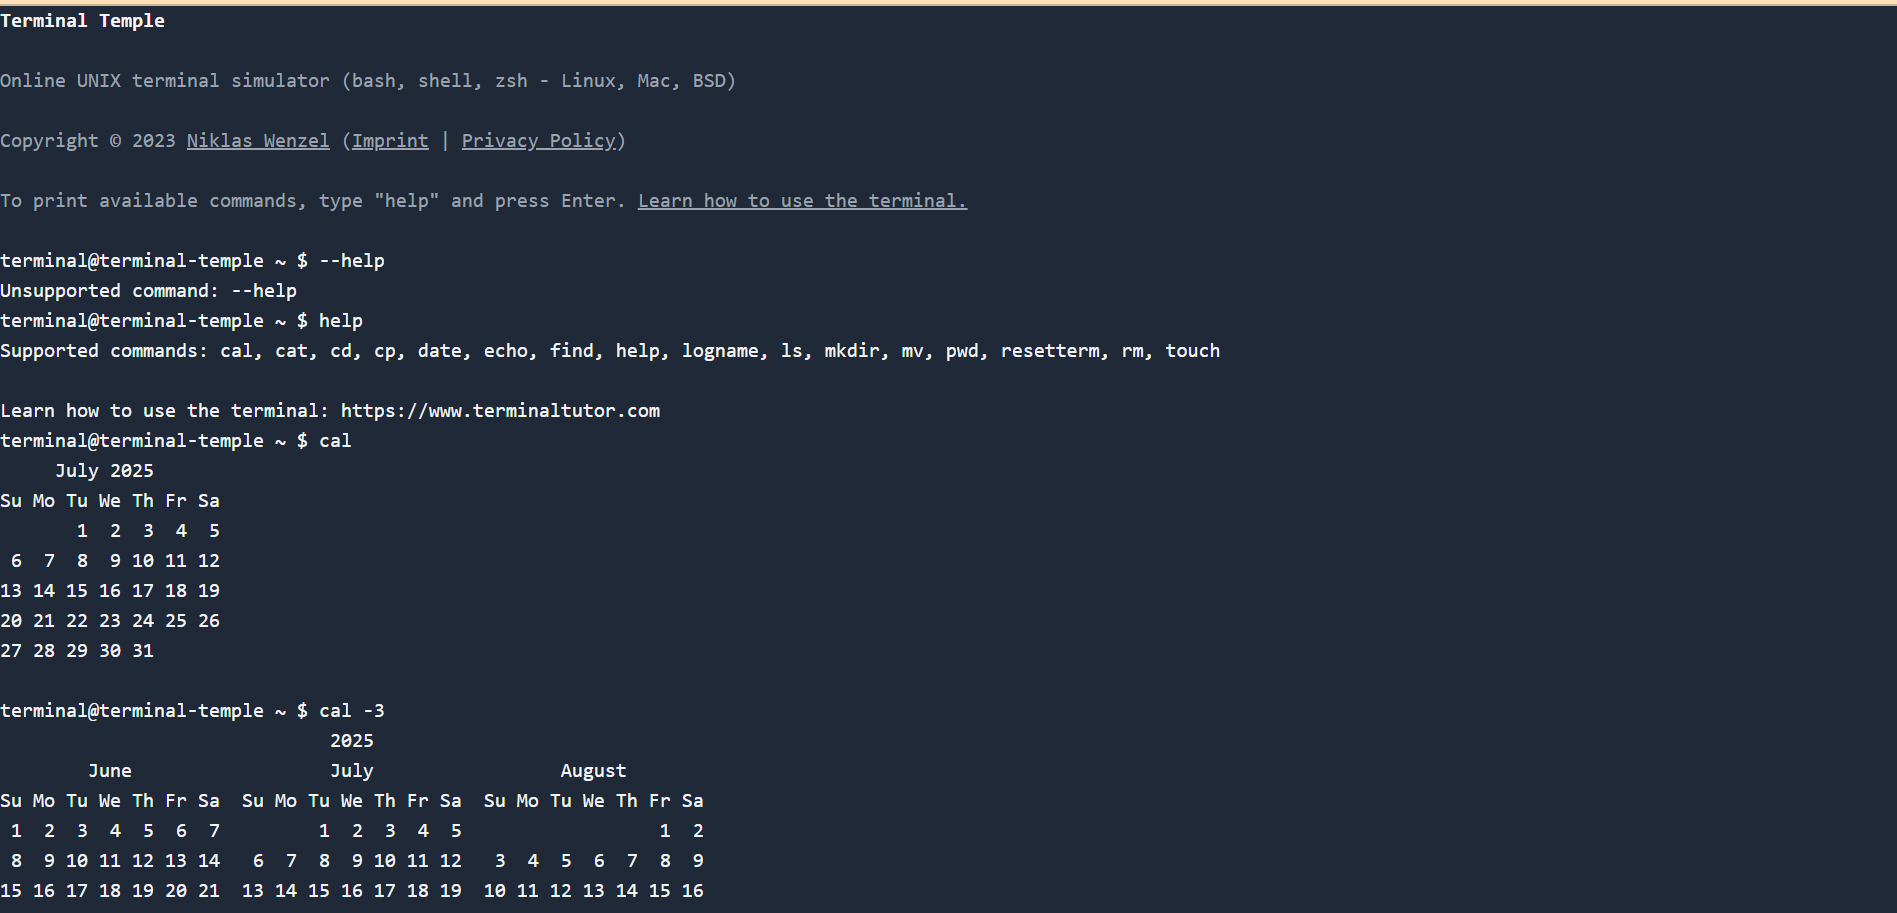 Terminal Temple
Online UNIX terminal simulator (bash, shell, zsh - Linux, Mac, BSD)
Copyright © 2023 Niklas Wenzel (Imprint | Privacy Policy)
To print available commands, type "help" and press Enter. Learn how to use the terminal.
terminal@terminal-temple ~ $ --help
Unsupported command: --help
terminal@terminal-temple ~ $ help
Supported commands: cal, cat, cd, cp, date, echo, find, help, logname, ls, mkdir, mv, pwd, resetterm, rm, touch
Learn how to use the terminal: https://www.terminaltutor.com
terminal@terminal-temple ~ $ cal
     July 2025
Su Mo Tu We Th Fr Sa
       1  2  3  4  5
 6  7  8  9 10 11 12
13 14 15 16 17 18 19
20 21 22 23 24 25 26
27 28 29 30 31
terminal@terminal-temple ~ $ cal -3
                              2025
        June                  July                 August
Su Mo Tu We Th Fr Sa  Su Mo Tu We Th Fr Sa  Su Mo Tu We Th Fr Sa
 1  2  3  4  5  6  7         1  2  3  4  5                  1  2
 8  9 10 11 12 13 14   6  7  8  9 10 11 12   3  4  5  6  7  8  9
15 16 17 18 19 20 21  13 14 15 16 17 18 19  10 11 12 13 14 15 16